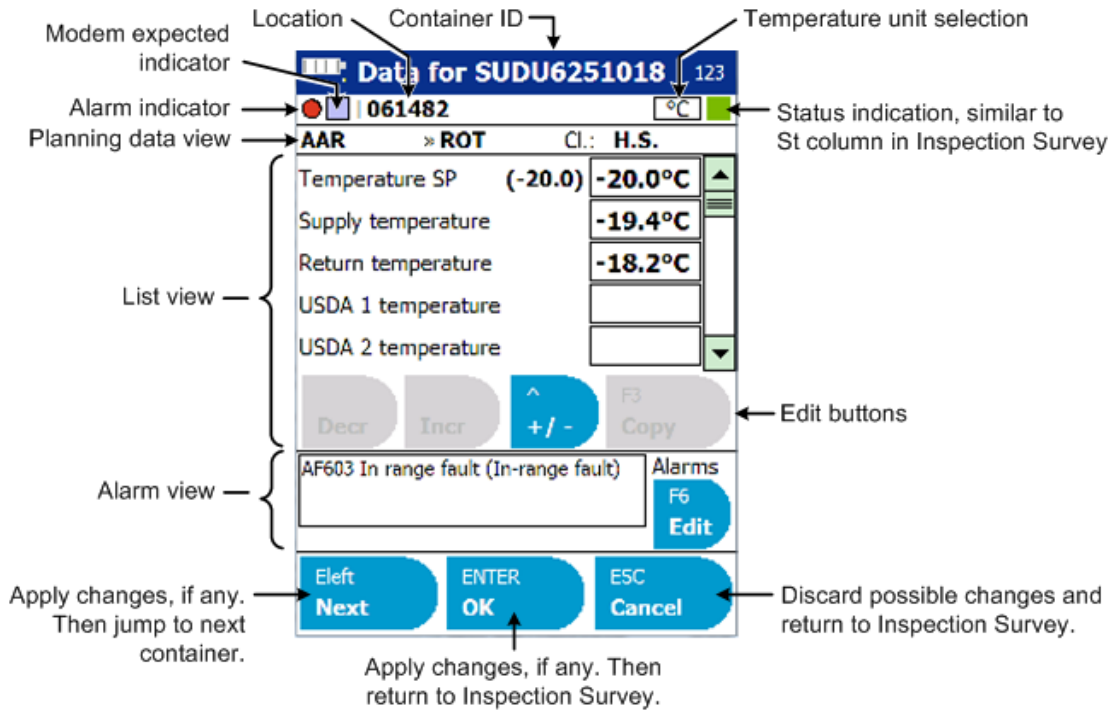 Location
Container ID
Temperature unit selection
Modem expected
indicator
Data for SUDU6251018
123
Alarm indicator
061482
°C
Status indication, similar to
St column in Inspection Survey
Planning data view
AAR
» ROT
Cl.:
H.S.
Temperature SP
(-20.0)
-20.0°C
Supply temperature
-19.4°C
Return temperature
-18.2°C
List view
USDA 1 temperature
USDA 2 temperature
Decr
Incr
^
+/ -
F3
Copy
Edit buttons
Alarm view
AF603 In range fault (In-range fault)
Alarms
F6
Edit
Eleft
Next
ENTER
OK
ESC
Cancel
Apply changes, if any.
Then jump to next
container.
Apply changes, if any. Then
return to Inspection Survey.
Discard possible changes and
return to Inspection Survey.